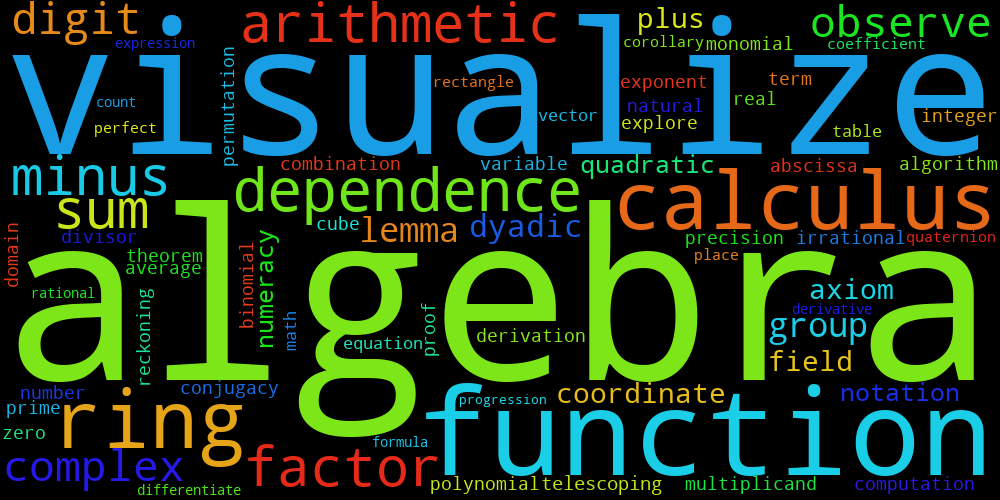 digit
arithmetic
plus
observe
expression
corollary
monomial
coefficient
visualize
permutation
rectangle
exponent
term
count
natural
real
perfect
vector
explore
table
integer
minus
combination
variable
quadratic
abscissa
algorithm
dependence
calculus
sum
cube
lemma
dyadic
divisor
precision
irrational
quaternion
domain
theorem
average
binomial
numeracy
place
algebra
rational
reckoning
math
equation
proof
derivation
axiom
derivative
group
field
number
conjugacy
coordinate
notation
prime
ring
progression
function
zero
formula
complex
factor
differentiate
polynomial
telescoping
multiplicand
computation